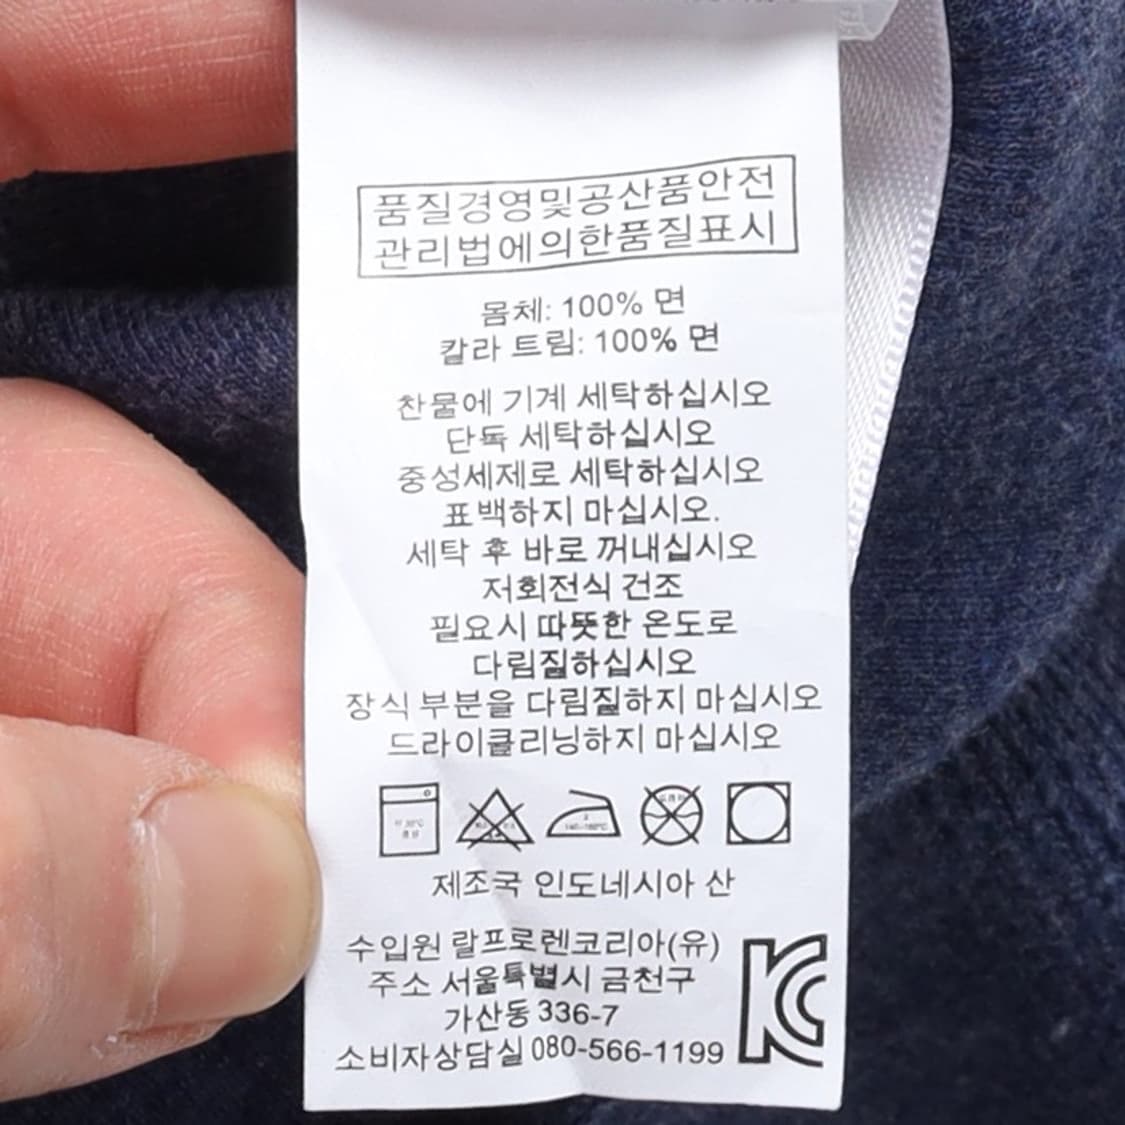 품질경영및공산품안전
관리법에의한품질표시
몸체: 100% 면
칼라 트림: 100% 면
찬물에 기계 세탁하십시오
단독 세탁하십시오
중성세제로 세탁하십시오
표백하지 마십시오.
세탁 후 바로 꺼내십시오
저회전식 건조
필요시 따뜻한 온도로
다림질하십시오
장식 부분을 다림질하지 마십시오
드라이클리닝하지 마십시오
제조국 인도네시아 산
수입원 랄프로렌코리아(유)
주소 서울특별시 금천구
가산동 336-7
소비자상담실 080-566-1199